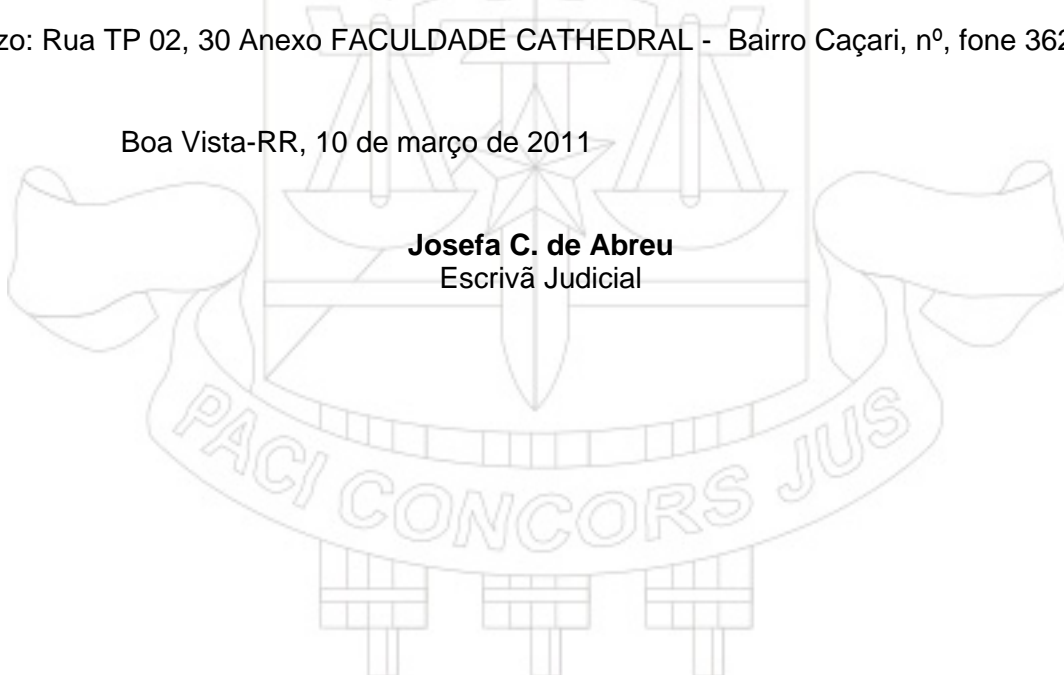 zo: Rua TP 02, 30 Anexo FACULDADE CATHEDRAL - Bairro Caçari, nº, fone 362
Boa Vista-RR, 10 de março de 2011
Josefa C. de Abreu
Escrivã Judicial
PACI CONCORS JUS